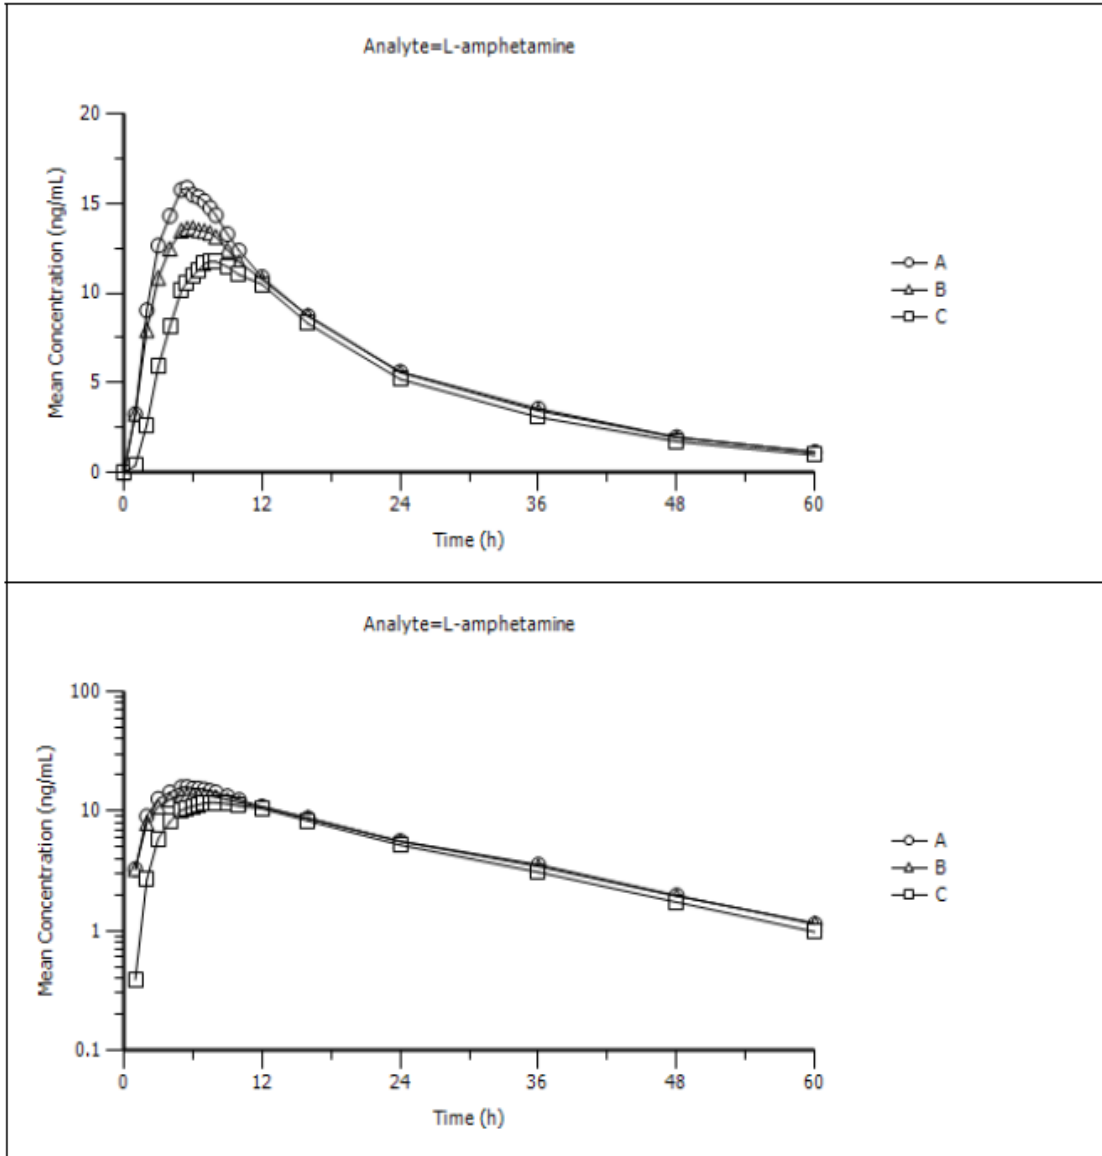 Analyte=L-amphetamine
20
15
10
5
0
Mean Concentration (ng/mL)
0 12 24 36 48 60
Time (h)
A
B
C
Analyte=L-amphetamine
100
10
1
0.1
Mean Concentration (ng/mL)
0 12 24 36 48 60
Time (h)
A
B
C